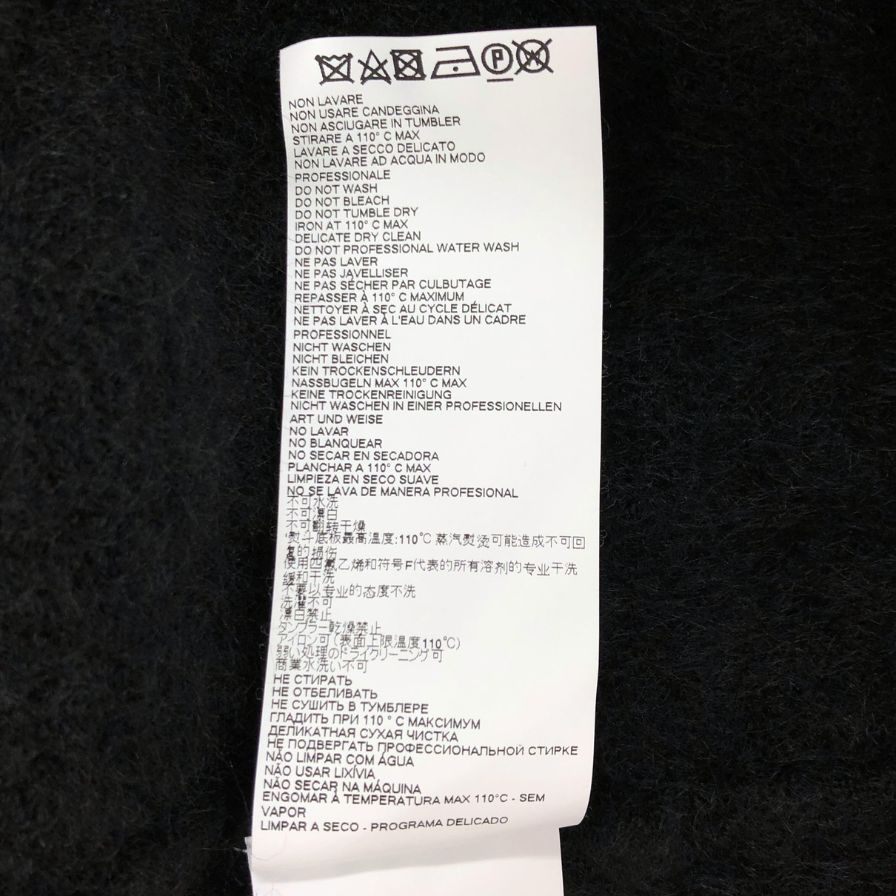 P W
NON LAVARE
NON USARE CANDEGGINA
NON ASCIUGARE IN TUMBLER
STIRARE A 110° C MAX
LAVARE A SECCO DELICATO
NON LAVARE AD ACQUA IN MODO
PROFESSIONALE
DO NOT WASH
DO NOT BLEACH
DO NOT TUMBLE DRY
IRON AT 110° C MAX
DELICATE DRY CLEAN
DO NOT PROFESSIONAL WATER WASH
NE PAS LAVER
NE PAS JAVELLISER
NE PAS SÉCHER PAR CULBUTAGE
REPASSER À 110° C MAXIMUM
NETTOYER À SEC AU CYCLE DÉLICAT
NE PAS LAVER À L'EAU DANS UN CADRE
PROFESSIONNEL
NICHT WASCHEN
NICHT BLEICHEN
KEIN TROCKENSCHLEUDERN
NASSBUGELN MAX 110° C MAX
KEINE TROCKENREINIGUNG
NICHT WASCHEN IN EINER PROFESSIONELLEN
ART UND WEISE
NO LAVAR
NO BLANQUEAR
NO SECAR EN SECADORA
PLANCHAR A 110° C MAX
LIMPIEZA EN SECO SUAVE
NO SE LAVA DE MANERA PROFESIONAL
不可水洗
不可漂白
不可翻转干燥
熨斗底板最高温度:110°C 蒸汽熨烫可能造成不可回
复的损伤
使用四氯乙烯和符号F代表的所有溶剂的专业干洗
缓和干洗
不要以专业的态度不洗
洗濯不可
漂白禁止
タンブラー乾燥禁止
アイロン可 (表面上限温度110°C)
弱い処理のドライクリーニング可
商業水洗い不可
НЕ СТИРАТЬ
НЕ ОТБЕЛИВАТЬ
НЕ СУШИТЬ В ТУМБЛЕРЕ
ГЛАДИТЬ ПРИ 110 ° С МАКСИМУМ
ДЕЛИКАТНАЯ СУХАЯ ЧИСТКА
НЕ ПОДВЕРГАТЬ ПРОФЕССИОНАЛЬНОЙ СТИРКЕ
NÃO LIMPAR COM ÁGUA
NÃO USAR LIXÍVIA
NÃO SECAR NA MÁQUINA
ENGOMAR À TEMPERATURA MAX 110°C - SEM
VAPOR
LIMPAR A SECO - PROGRAMA DELICADO